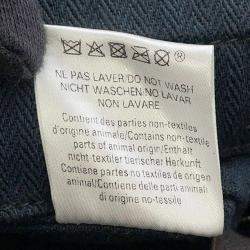 NE PAS LAVER/DO NOT WASH
NICHT WASCHEN/NO LAVAR
NON LAVARE
Contient des parties non-textiles
d'origine animale/Contains non-textile
parts of animal origin/Enthält
nicht textiler tierischer Herkunft
Contiene partes no textiles de origen
animal/Contiene delle parti animali
di origine no-tessile